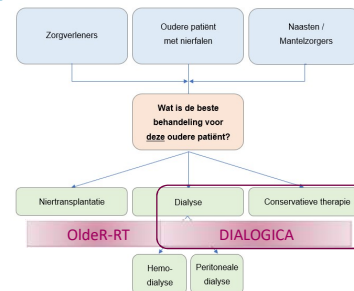 Zorgverleners
Oudere patiënt
met nierfalen
Naasten /
Mantelzorgers
Wat is de beste
behandeling voor
deze oudere patiënt?
Niertransplantatie
Dialyse
Conservatieve therapie
OldeR-RT
DIALOGICA
Hemo-
dialyse
Peritoneale
dialyse